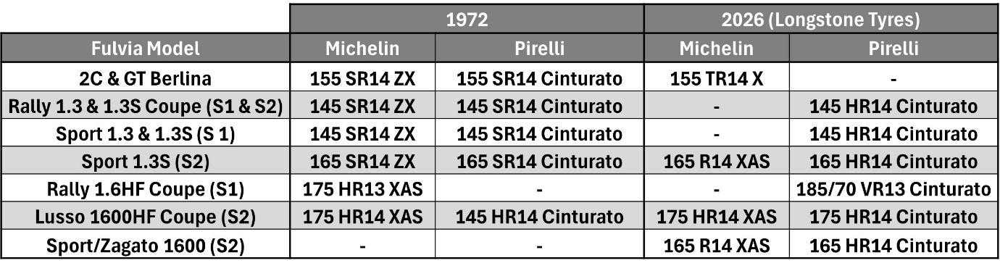 1972 2026 (Longstone Tyres)
Fulvia Model Michelin Pirelli Michelin Pirelli
2C & GT Berlina 155 SR14 ZX 155 SR14 Cinturato 155 TR14 X -
Rally 1.3 & 1.3S Coupe (S1 & S2) 145 SR14 ZX 145 SR14 Cinturato - 145 HR14 Cinturato
Sport 1.3 & 1.3S (S 1) 145 SR14 ZX 145 SR14 Cinturato - 145 HR14 Cinturato
Sport 1.3S (S2) 165 SR14 ZX 165 SR14 Cinturato 165 R14 XAS 165 HR14 Cinturato
Rally 1.6HF Coupe (S1) 175 HR13 XAS - - 185/70 VR13 Cinturato
Lusso 1600HF Coupe (S2) 175 HR14 XAS 145 HR14 Cinturato 175 HR14 XAS 175 HR14 Cinturato
Sport/Zagato 1600 (S2) - - 165 R14 XAS 165 HR14 Cinturato